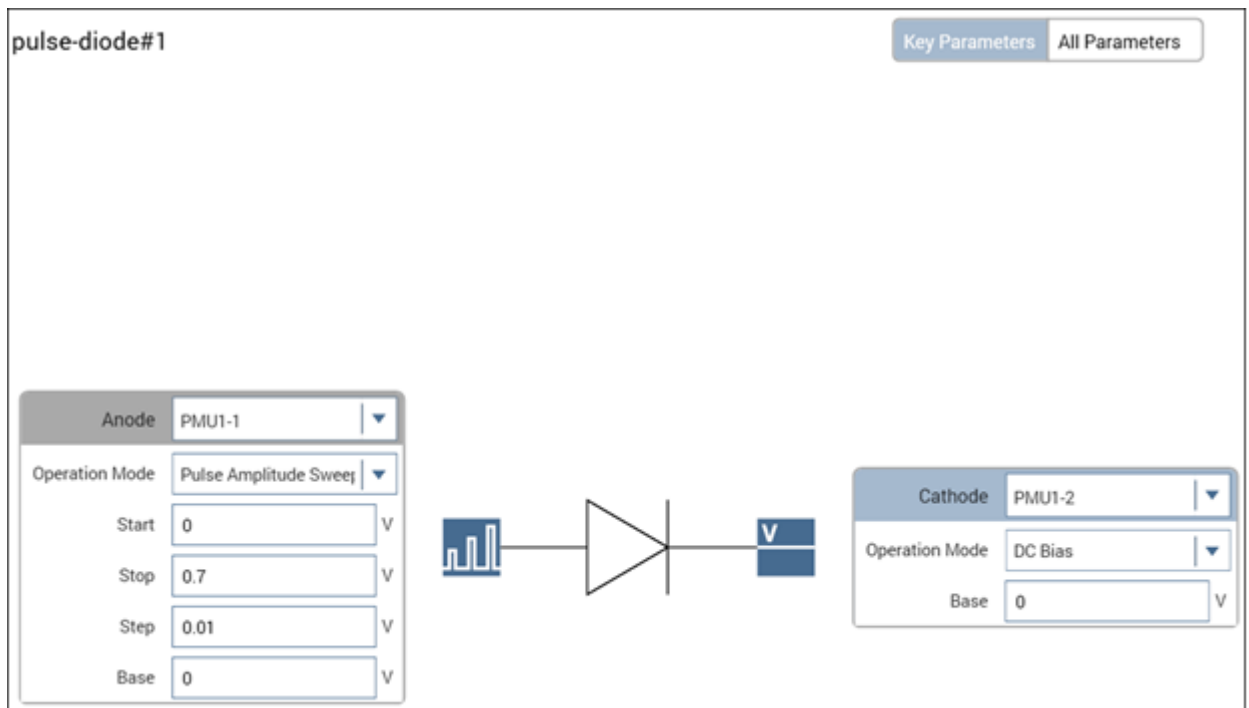 pulse-diode#1
Key Parameters All Parameters
Anode PMU1-1
Operation Mode Pulse Amplitude Sweep
Start 0 V
Stop 0.7 V
Step 0.01 V
Base 0 V
V
Cathode PMU1-2
Operation Mode DC Bias
Base 0 V